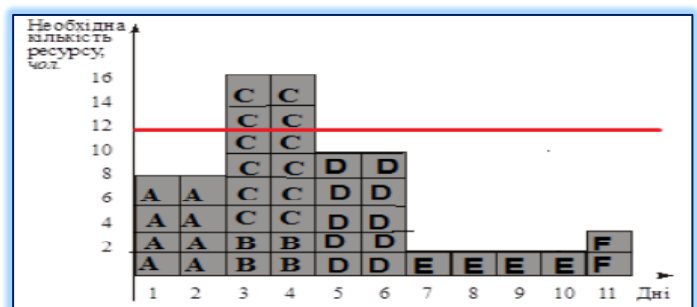 Необхідна
кількість
ресурсу,
чол.
16
14 C C
12 C C
C C
10
8 C C D D
6 A A C C D D
4 A A C C D D
2 A A B B D D F
A A B B D D E E E E F
1 2 3 4 5 6 7 8 9 10 11 Дні